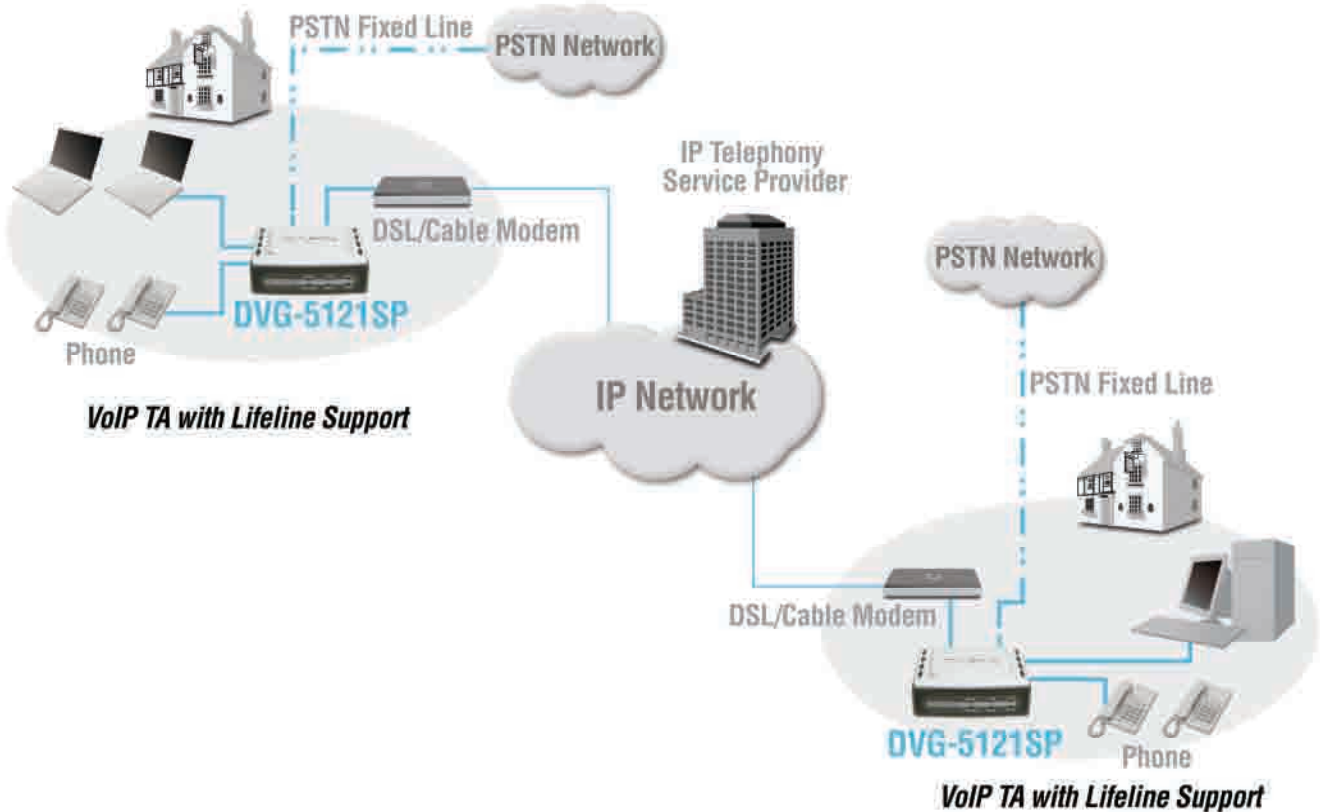 PSTN Fixed Line
PSTN Network
IP Telephony
Service Provider
DSL/Cable Modem
DVG-5121SP
Phone
VoIP TA with Lifeline Support
IP Network
PSTN Network
PSTN Fixed Line
DSL/Cable Modem
DVG-5121SP
Phone
VoIP TA with Lifeline Support